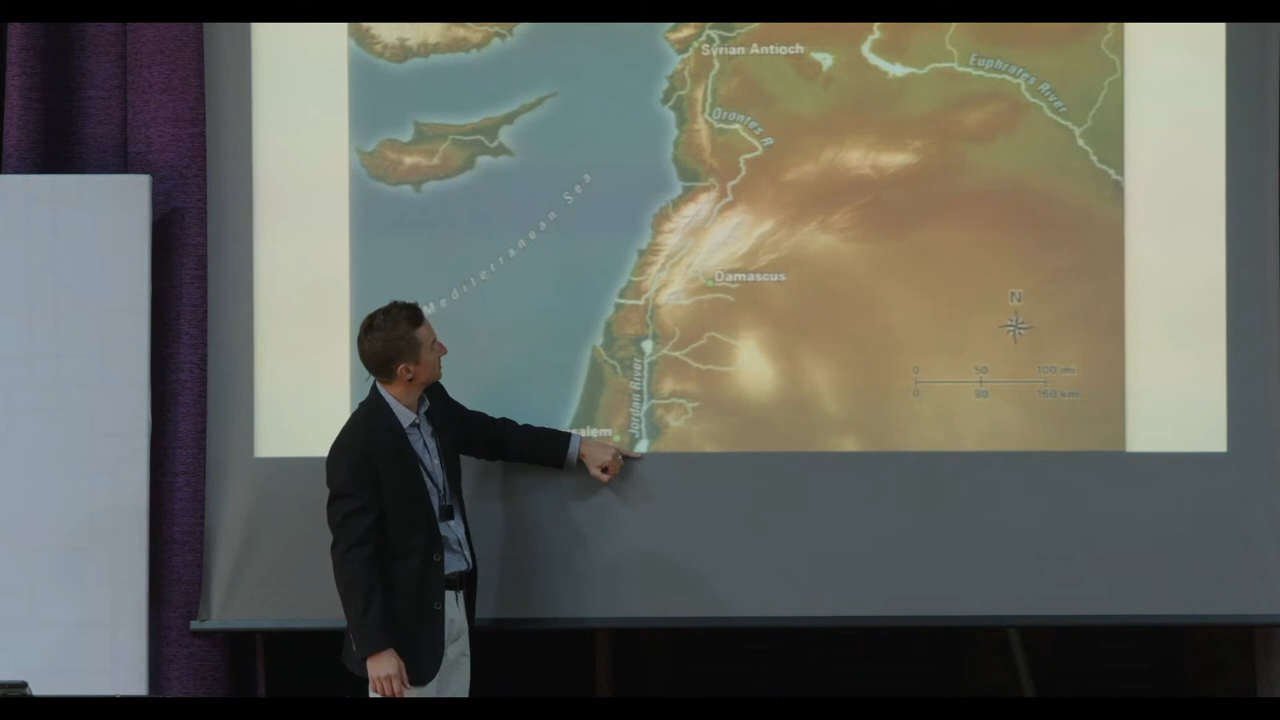 Syrian Antioch
Euphrates River
Orontes R
Mediterranean Sea
Damascus
N
0 50 100 mi
0 80 160 km
Jordan River
salem